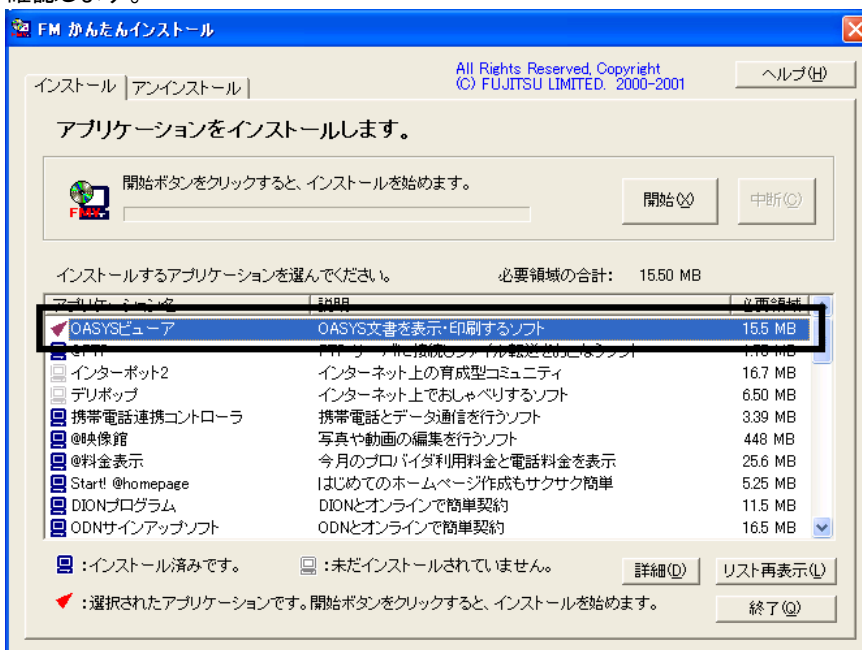 確認します。
FM かんたんインストール
インストール アンインストール
All Rights Reserved, Copyright
(C) FUJITSU LIMITED. 2000-2001
ヘルプ(H)
アプリケーションをインストールします。
FMV
開始ボタンをクリックすると、インストールを始めます。
開始(X) 中断(C)
インストールするアプリケーションを選んでください。 必要領域の合計: 15.50 MB
アプリケーション名 説明 必要領域
OASYSビューア OASYS文書を表示・印刷するソフト 15.5 MB
インターポット2 インターネット上の育成型コミュニティ 16.7 MB
デリポップ インターネット上でおしゃべりするソフト 6.50 MB
携帯電話連携コントローラ 携帯電話とデータ通信を行うソフト 3.39 MB
@映像館 写真や動画の編集を行うソフト 448 MB
@料金表示 今月のプロバイダ利用料金と電話料金を表示 25.6 MB
Start! @homepage はじめてのホームページ作成もサクサク簡単 5.25 MB
DIONプログラム DIONとオンラインで簡単契約 11.5 MB
ODNサインアップソフト ODNとオンラインで簡単契約 16.5 MB
:インストール済みです。 :未だインストールされていません。 詳細(D) リスト再表示(L)
:選択されたアプリケーションです。開始ボタンをクリックすると、インストールを始めます。 終了(Q)